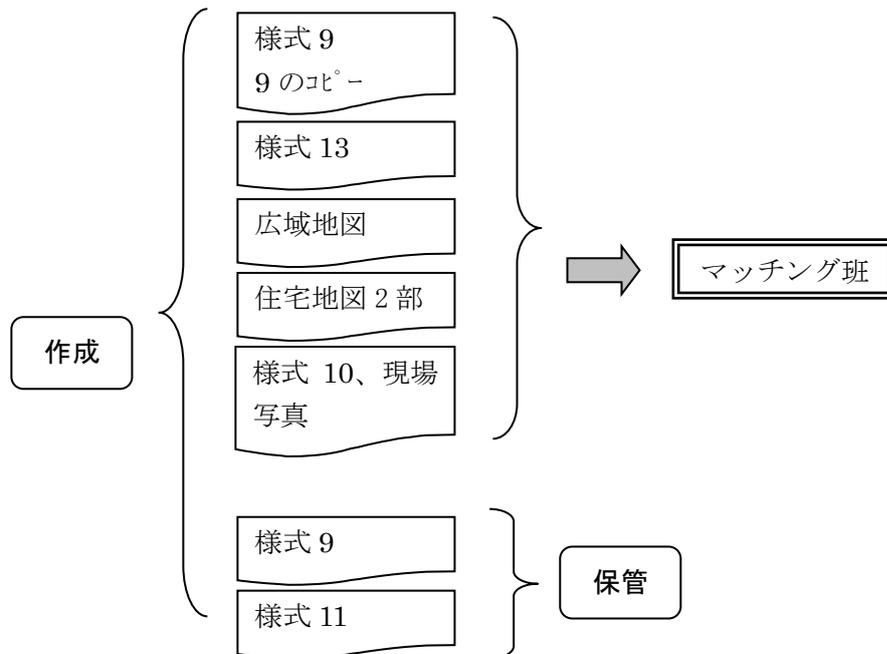 様式 9
9 のｺﾋﾟｰ
様式 13
広域地図
住宅地図 2 部
様式 10、現場
写真
マッチング班
作成
様式 9
様式 11
保管